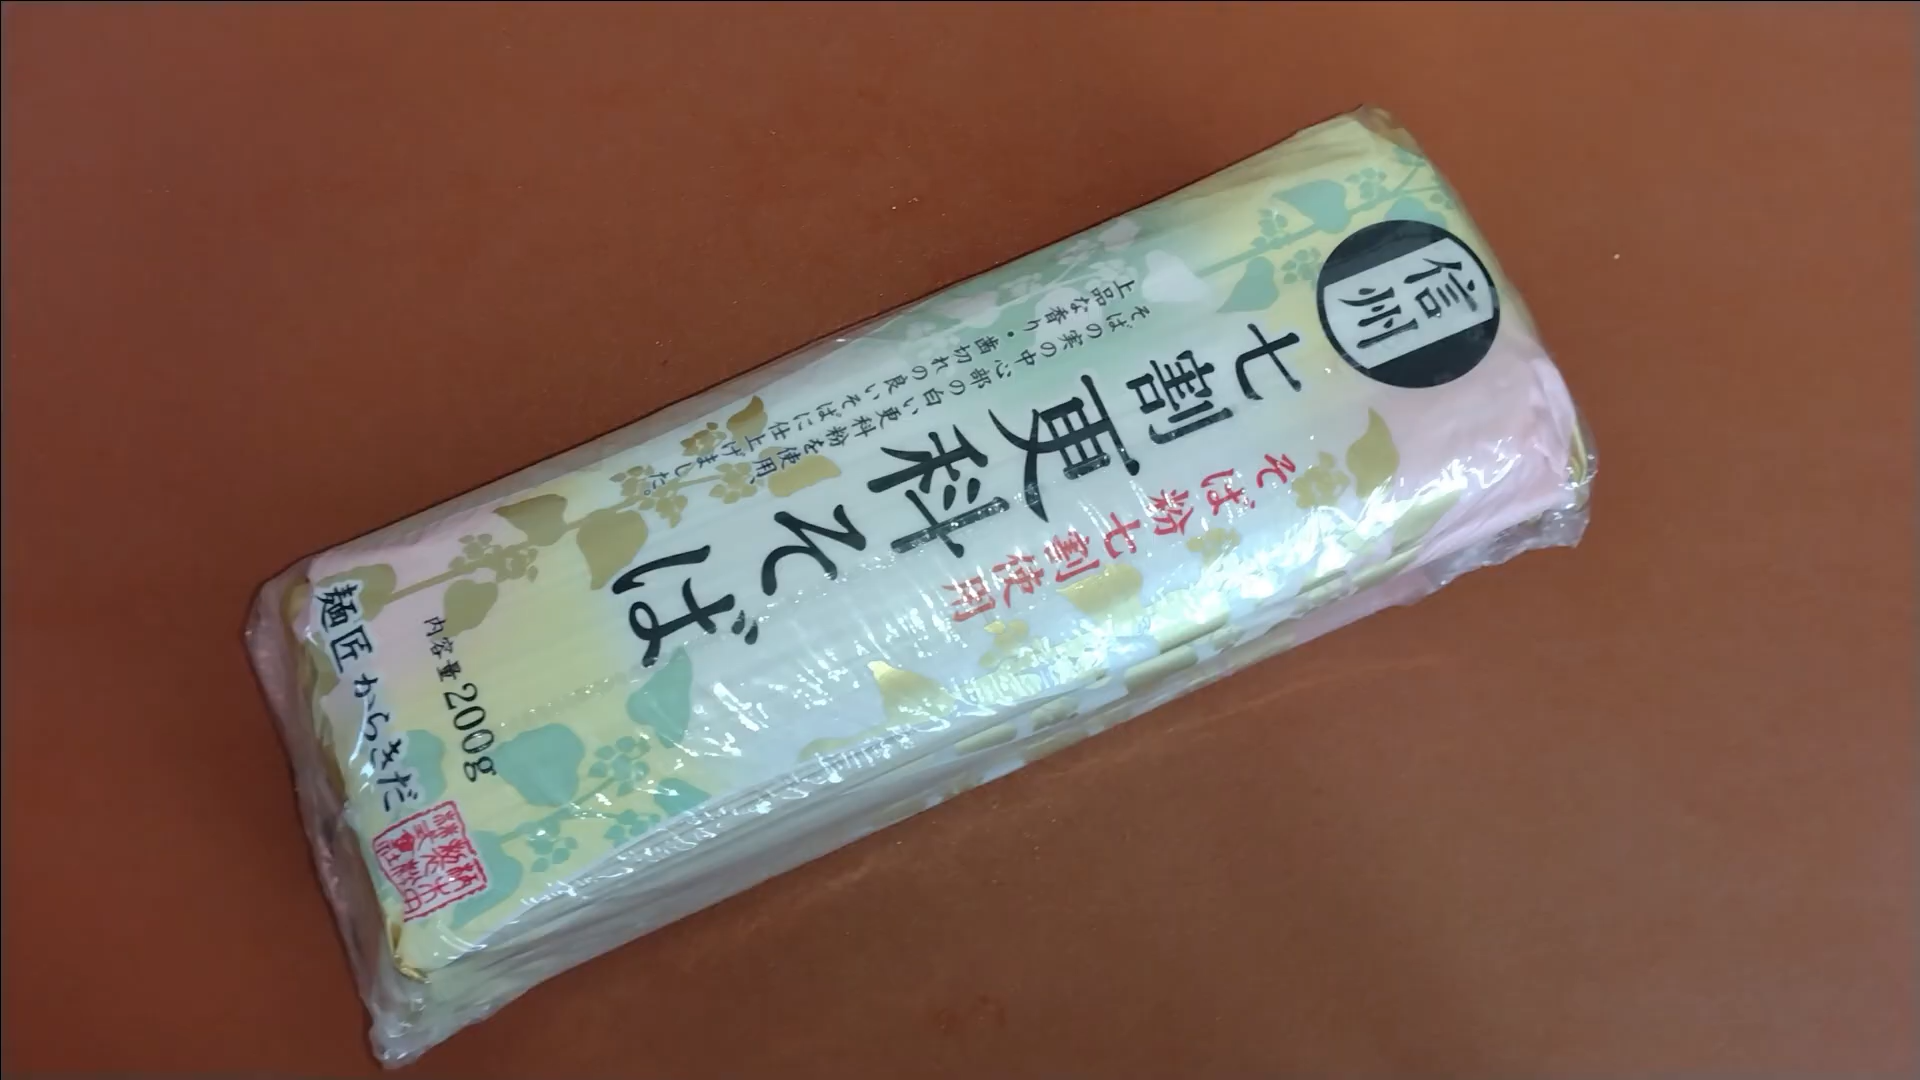 信州
七割更科そば
そば粉七割使用
そばの実の中心部の白い更科粉を使用、
上品な香り・歯切れの良いそばに仕上げました。
内容量200g
麺匠からきだ